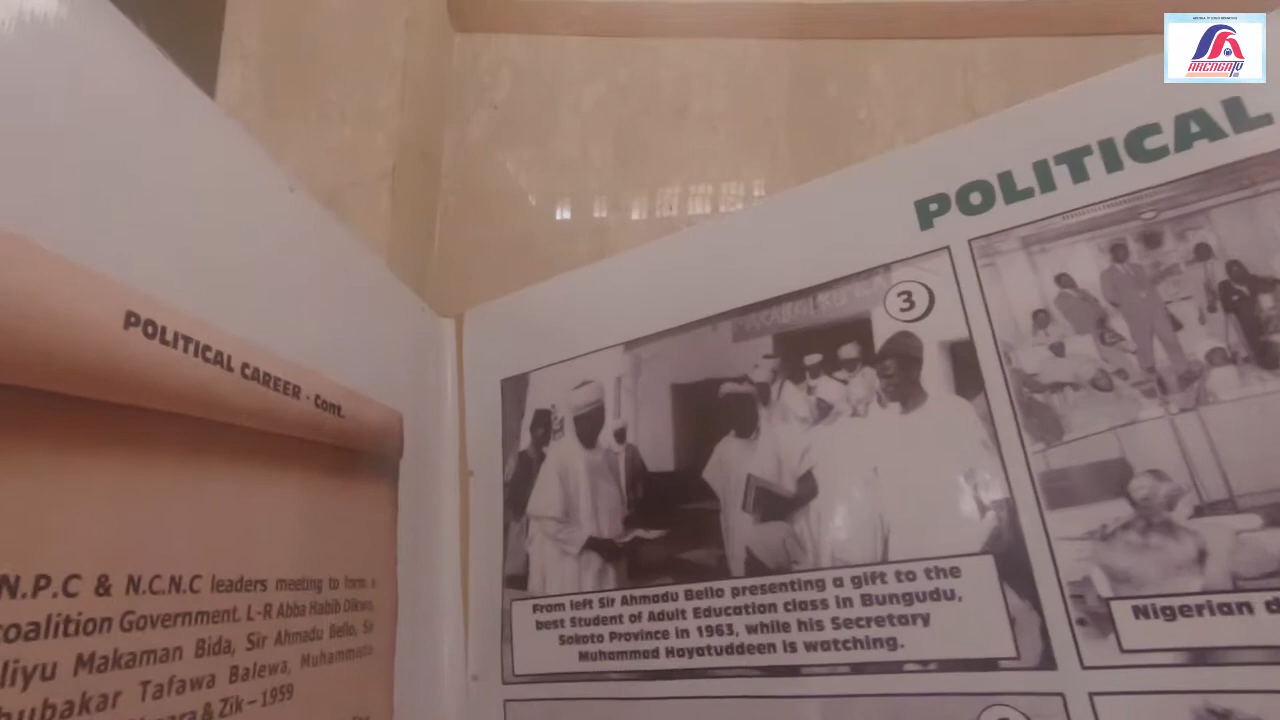 ARENGATV
POLITICAL
POLITICAL CAREER - Cont.
3
N.P.C & N.C.N.C leaders meeting to form a
coalition Government. L-R Abba Habib Dikwa,
liyu Makaman Bida, Sir Ahmadu Bello, Sir
bubakar Tafawa Balewa, Muhammadu
& Zik - 1959
From left Sir Ahmadu Bello presenting a gift to the
best Student of Adult Education class in Bungudu,
Sokoto Province in 1963, while his Secretary
Muhammad Hayatuddeen is watching.
Nigerian d